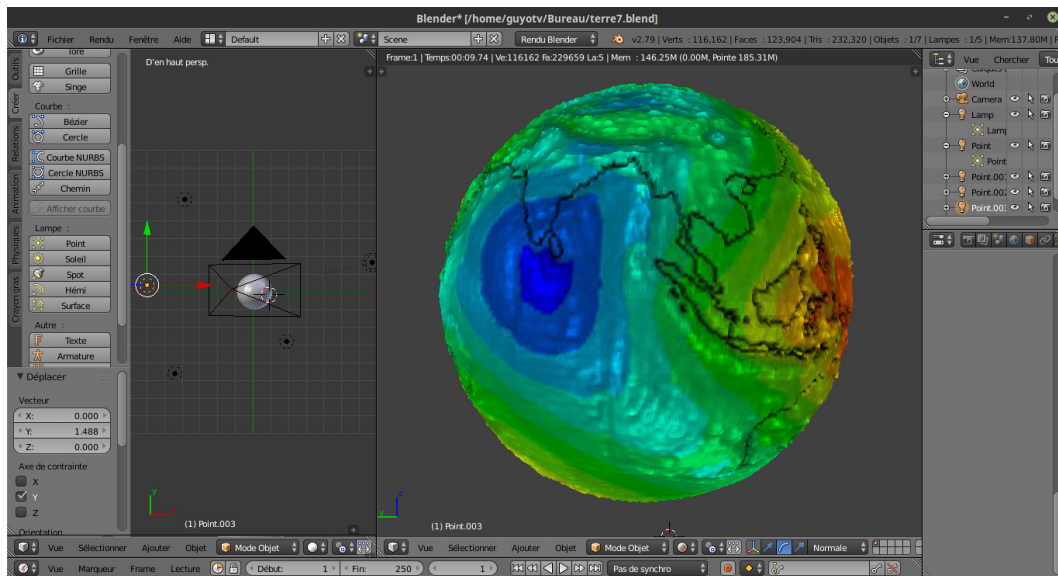 Blender* [/home/guyotv/Bureau/terre7.blend]
Fichier Rendu Fenêtre Aide Default Scene Rendu Blender v2.79 | Verts : 116,162 | Faces : 123,904 | Tris : 232,320 | Objets : 1/7 | Lampes : 1/5 | Mem:137.80M |
Outils
Créer
Relations
Animation
Physiques
Crayon gras
Tore
Grille
Singe
Courbe :
Bézier
Cercle
Courbe NURBS
Cercle NURBS
Chemin
Afficher courbe
Lampe :
Point
Soleil
Spot
Hémi
Surface
Autre :
Texte
Armature
Déplacer
Vecteur
X: 0.000
Y: 1.488
Z: 0.000
Axe de contrainte
X
Y
Z
Orientation
D'en haut persp.
y
x
(1) Point.003
Frame:1 | Temps:00:09.74 | Ve:116162 Fa:229659 La:5 | Mem : 146.25M (0.00M, Pointe 185.31M)
z
y
(1) Point.003
Vue Chercher Tou
World
Camera
Lamp
Lam
Point
Point
Point.00
Point.00
Point.00
Vue Sélectionner Ajouter Objet Mode Objet
Vue Sélectionner Ajouter Objet Mode Objet Normale
Vue Marqueur Frame Lecture Début: 1 Fin: 250 1 Pas de synchro